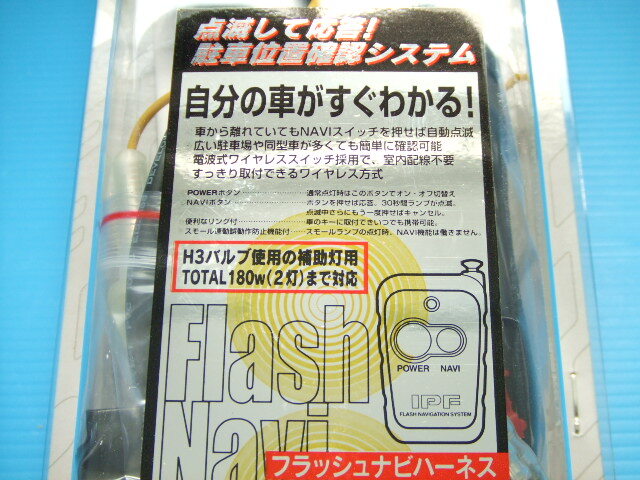 点滅して応答!
駐車位置確認システム
自分の車がすぐわかる!
車から離れていてもNAVIスイッチを押せば自動点滅
広い駐車場や同型車が多くても簡単に確認可能
電波式ワイヤレススイッチ採用で、室内配線不要
すっきり取付できるワイヤレス方式
POWERボタン……通常点灯時はこのボタンでオン・オフ切替え
NAVIボタン……ボタンを押せば応答、30秒間ランプが点滅。
点滅中さらにもう一度押せばキャンセル。
便利なリング付……車のキーに取付できいつでも携帯可能。
スモール連動誤動作防止機能付……スモールランプの点灯時、NAVI機能は働きません。
H3バルブ使用の補助灯用
TOTAL180w(2灯)まで対応
Flash
Navi
POWER NAVI
IPF
FLASH NAVIGATION SYSTEM
フラッシュナビハーネス